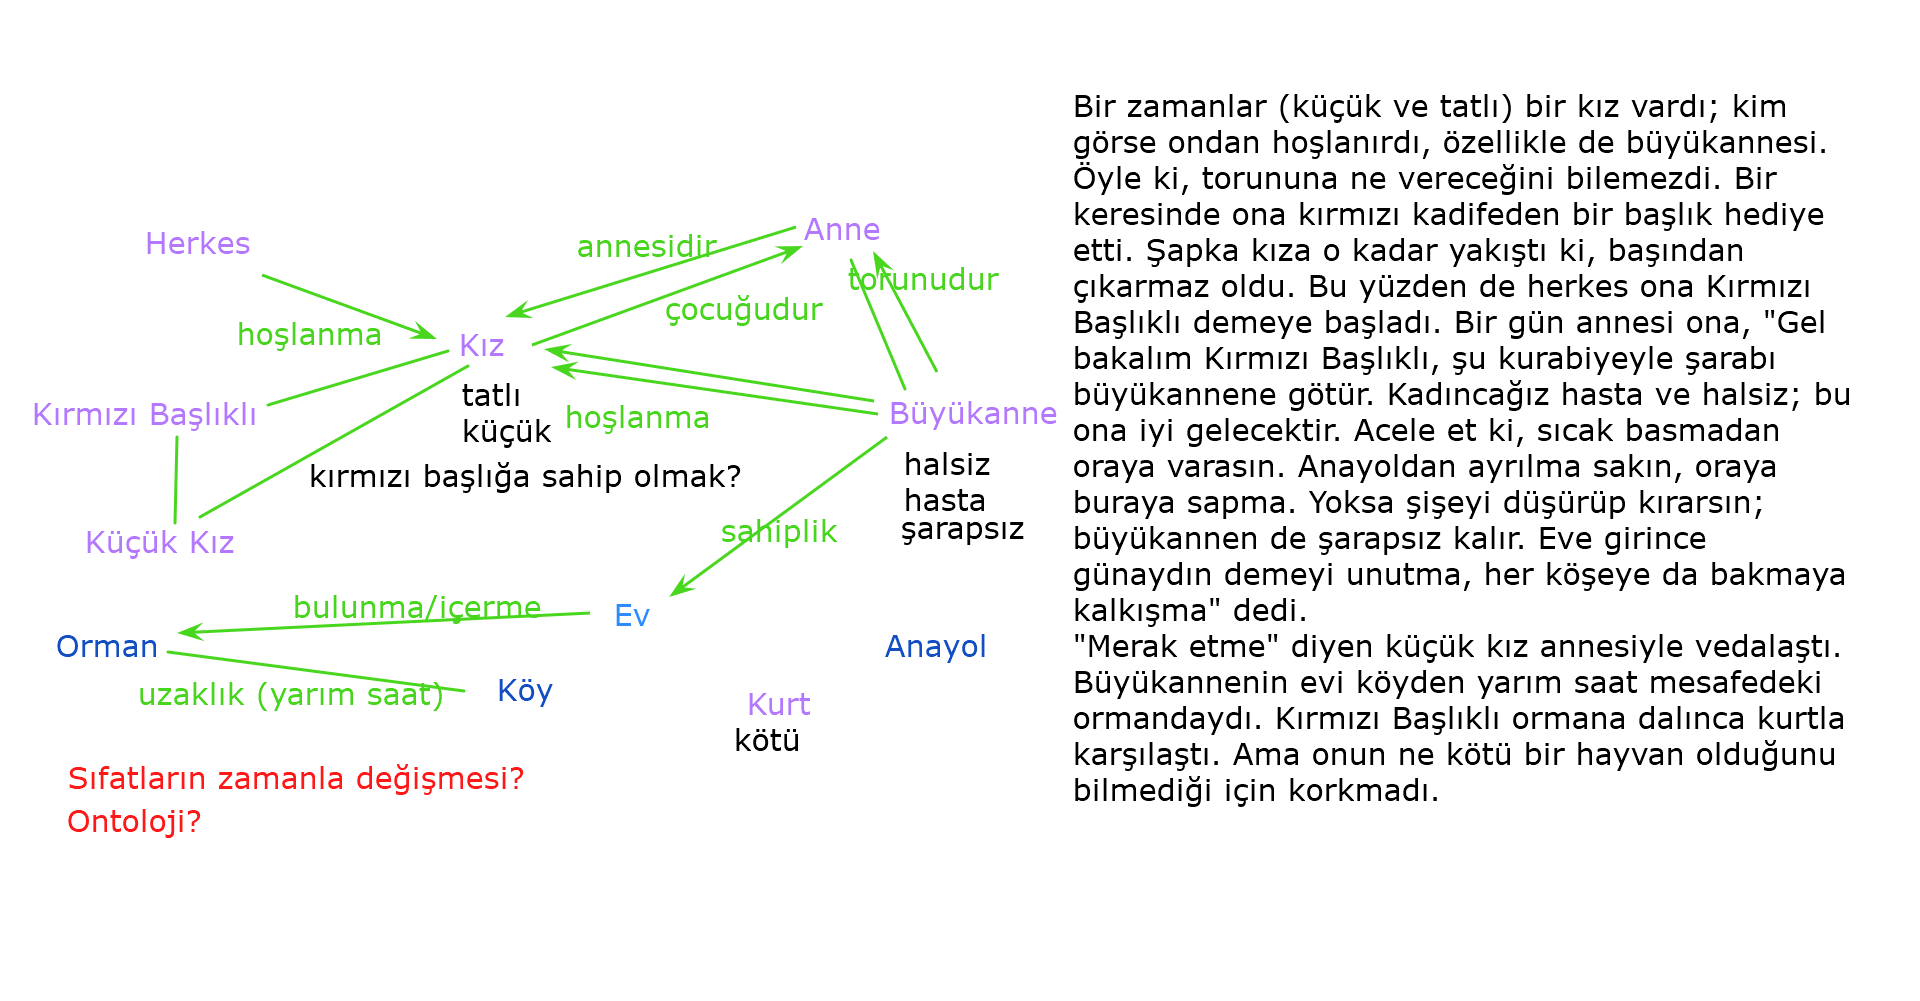 Herkes
annesidir
Anne
torunudur
hoşlanma
çocuğudur
Kız
tatlı
küçük
Kırmızı Başlıklı
hoşlanma
Büyükanne
kırmızı başlığa sahip olmak?
halsiz
hasta
şarapsız
Küçük Kız
sahiplik
bulunma/içerme
Ev
Orman
Anayol
uzaklık (yarım saat)
Köy
Kurt
kötü
Sıfatların zamanla değişmesi?
Ontoloji?
Bir zamanlar (küçük ve tatlı) bir kız vardı; kim
görse ondan hoşlanırdı, özellikle de büyükannesi.
Öyle ki, torununa ne vereceğini bilemezdi. Bir
keresinde ona kırmızı kadifeden bir başlık hediye
etti. Şapka kıza o kadar yakıştı ki, başından
çıkarmaz oldu. Bu yüzden de herkes ona Kırmızı
Başlıklı demeye başladı. Bir gün annesi ona, "Gel
bakalım Kırmızı Başlıklı, şu kurabiyeyle şarabı
büyükannene götür. Kadıncağız hasta ve halsiz; bu
ona iyi gelecektir. Acele et ki, sıcak basmadan
oraya varasın. Anayoldan ayrılma sakın, oraya
buraya sapma. Yoksa şişeyi düşürüp kırarsın;
büyükannen de şarapsız kalır. Eve girince
günaydın demeyi unutma, her köşeye da bakmaya
kalkışma" dedi.
"Merak etme" diyen küçük kız annesiyle vedalaştı.
Büyükannenin evi köyden yarım saat mesafedeki
ormandaydı. Kırmızı Başlıklı ormana dalınca kurtla
karşılaştı. Ama onun ne kötü bir hayvan olduğunu
bilmediği için korkmadı.